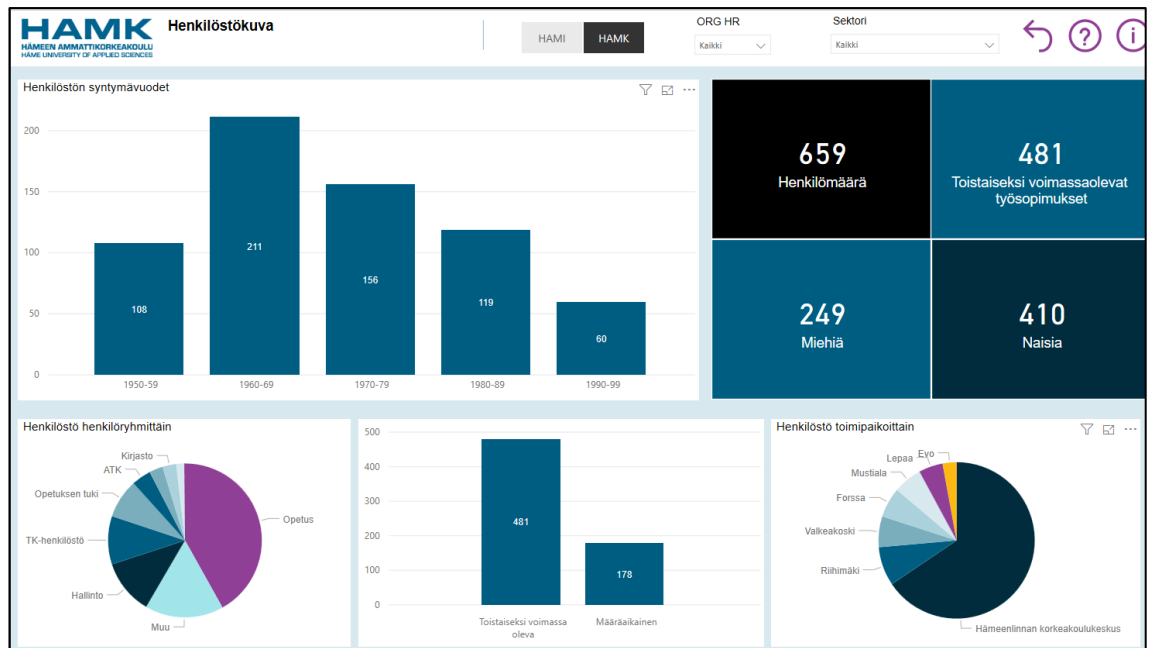 HAMK
HÄMEEN AMMATTIKORKEAKOULU
HÄME UNIVERSITY OF APPLIED SCIENCES
Henkilöstökuva
HAMI
HAMK
ORG HR
Kaikki
Sektori
Kaikki
Henkilöstön syntymävuodet
200
150
100
50
0
108
211
156
119
60
1950-59
1960-69
1970-79
1980-89
1990-99
659
Henkilömäärä
481
Toistaiseksi voimassaolevat
työsopimukset
249
Miehiä
410
Naisia
Henkilöstö henkilöryhmittäin
Kirjasto
ATK
Opetuksen tuki
TK-henkilöstö
Hallinto
Muu
Opetus
500
400
300
200
100
0
481
178
Toistaiseksi voimassa
oleva
Määräaikainen
Henkilöstö toimipaikoittain
Evo
Lepaa
Mustiala
Forssa
Valkeakoski
Riihimäki
Hämeenlinnan korkeakoulukeskus